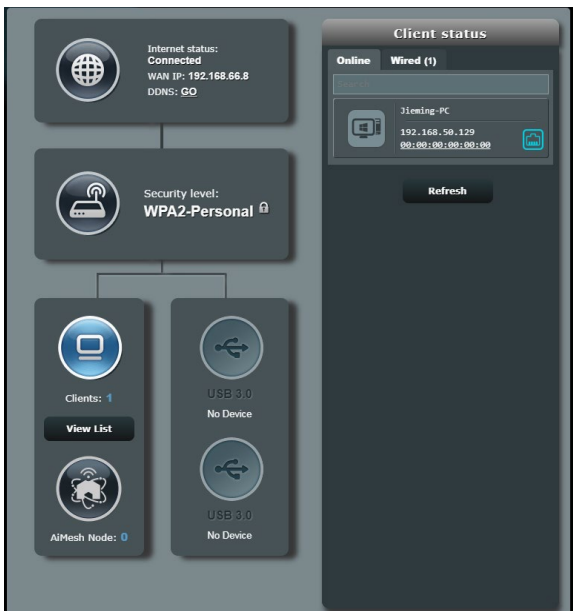 Internet status:
Connected
WAN IP: 192.168.66.8
DDNS: GO
Security level:
WPA2-Personal
Clients: 1
View List
AiMesh Node: 0
USB 3.0
No Device
USB 3.0
No Device
Client status
Online Wired (1)
Search
Jieming-PC
192.168.50.129
00:00:00:00:00:00
Refresh